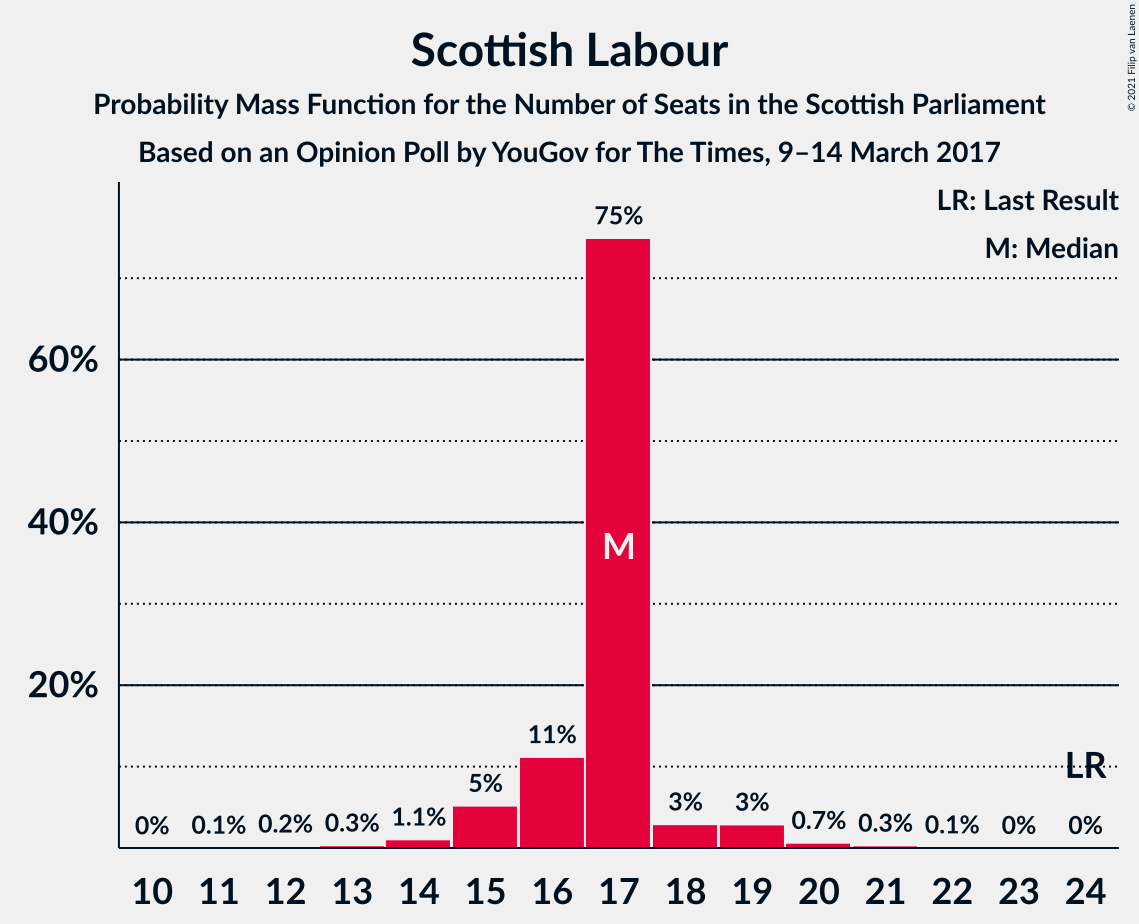 Scottish Labour
Probability Mass Function for the Number of Seats in the Scottish Parliament
Based on an Opinion Poll by YouGov for The Times, 9–14 March 2017
© 2021 Filip van Laenen
LR: Last Result
M: Median
75%
60%
40%
M
20%
11%
LR
5%
3%
3%
0%
0.1%
0.2%
0.3%
1.1%
0.7%
0.3%
0.1%
0%
0%
10 11 12 13 14 15 16 17 18 19 20 21 22 23 24